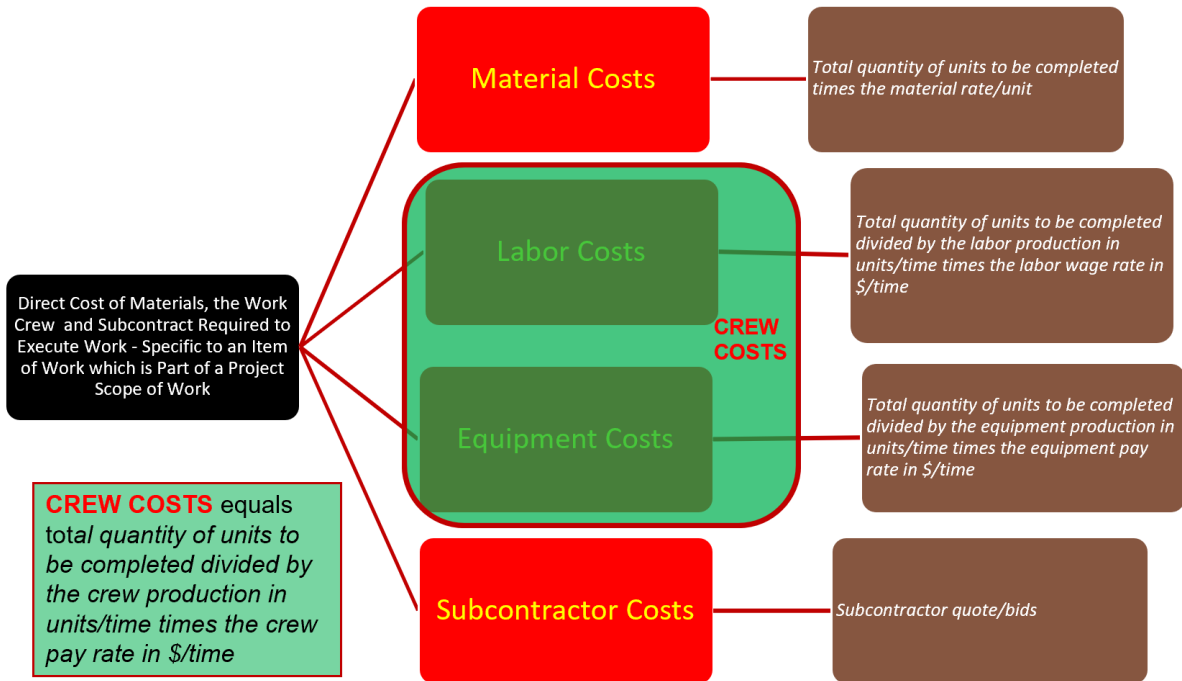 Material Costs
Total quantity of units to be completed
times the material rate/unit
Labor Costs
Total quantity of units to be completed
divided by the labor production in
units/time times the labor wage rate in
$/time
CREW
COSTS
Direct Cost of Materials, the Work
Crew and Subcontract Required to
Execute Work - Specific to an Item
of Work which is Part of a Project
Scope of Work
Equipment Costs
Total quantity of units to be completed
divided by the equipment production in
units/time times the equipment pay
rate in $/time
CREW COSTS equals
total quantity of units to
be completed divided by
the crew production in
units/time times the crew
pay rate in $/time
Subcontractor Costs
Subcontractor quote/bids